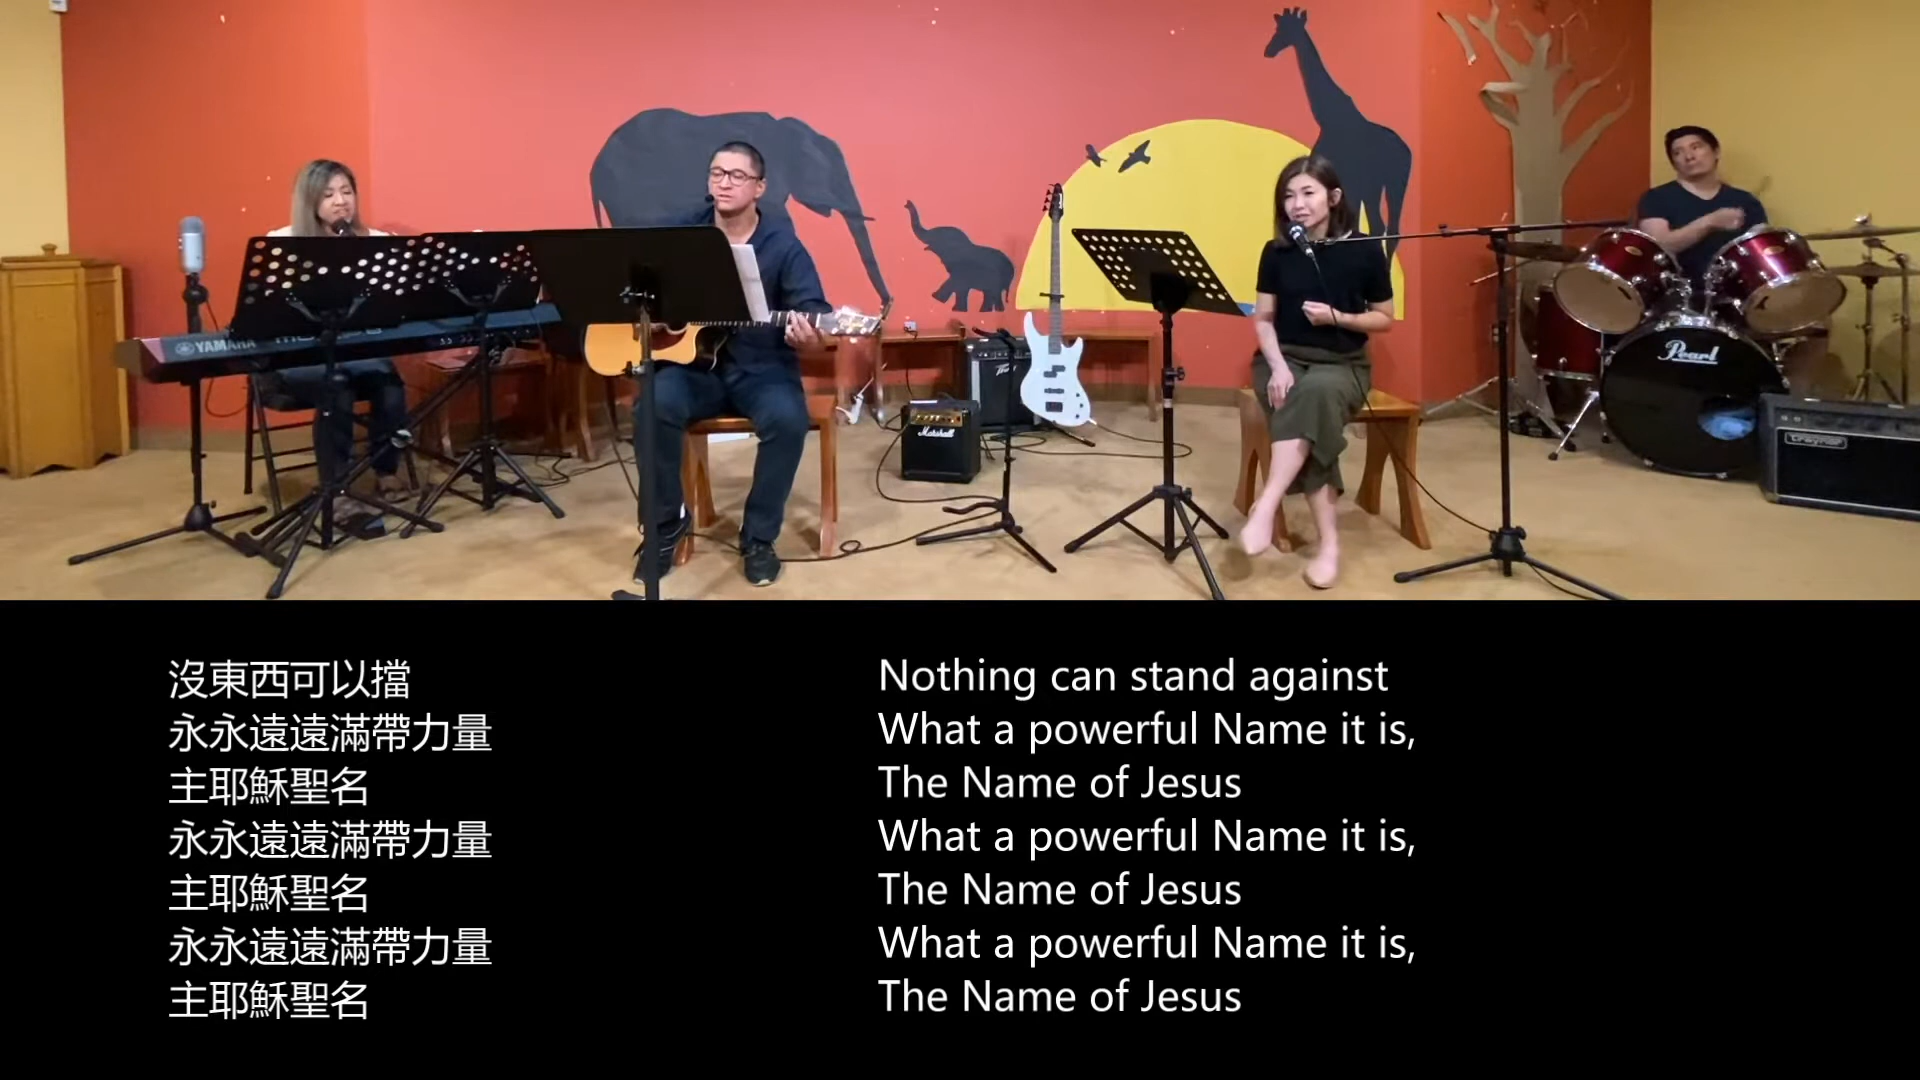 YAMAHA
Marshall
Peavey
Pearl
Traynor
沒東西可以擋
永永遠遠滿帶力量
主耶穌聖名
永永遠遠滿帶力量
主耶穌聖名
永永遠遠滿帶力量
主耶穌聖名
Nothing can stand against
What a powerful Name it is,
The Name of Jesus
What a powerful Name it is,
The Name of Jesus
What a powerful Name it is,
The Name of Jesus